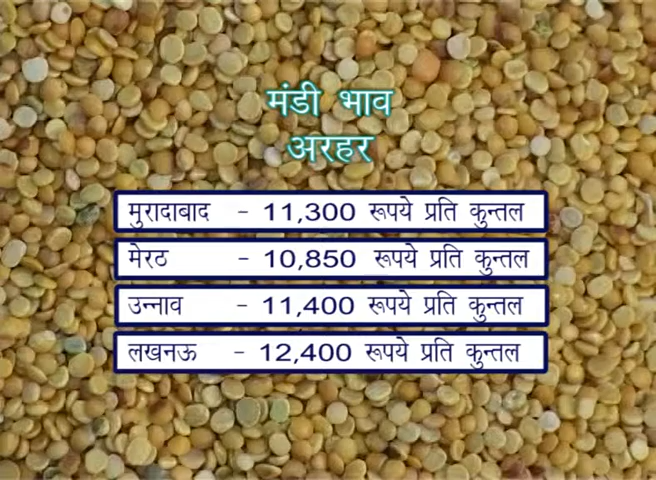 मंडी भाव
अरहर
मुरादाबाद - 11,300 रूपये प्रति कुन्तल
मेरठ - 10,850 रूपये प्रति कुन्तल
उन्नाव - 11,400 रूपये प्रति कुन्तल
लखनऊ - 12,400 रूपये प्रति कुन्तल